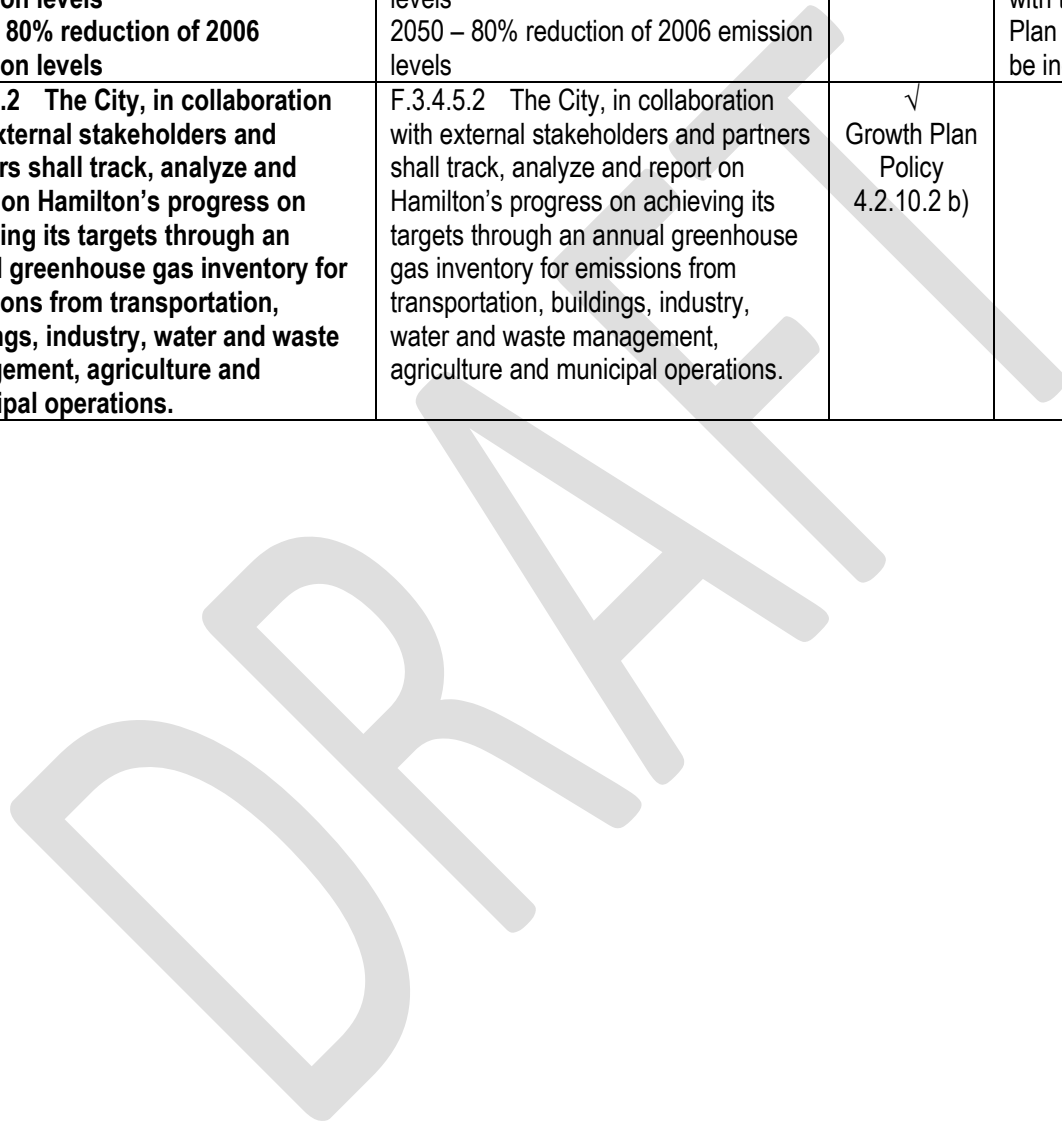 on levels
80% reduction of 2006
on levels
levels
2050 – 80% reduction of 2006 emission
levels
with t
Plan
be in
.2 The City, in collaboration
xternal stakeholders and
rs shall track, analyze and
on Hamilton's progress on
ing its targets through an
l greenhouse gas inventory for
ions from transportation,
ngs, industry, water and waste
gement, agriculture and
ipal operations.
F.3.4.5.2 The City, in collaboration
with external stakeholders and partners
shall track, analyze and report on
Hamilton's progress on achieving its
targets through an annual greenhouse
gas inventory for emissions from
transportation, buildings, industry,
water and waste management,
agriculture and municipal operations.
√
Growth Plan
Policy
4.2.10.2 b)
DRAFT